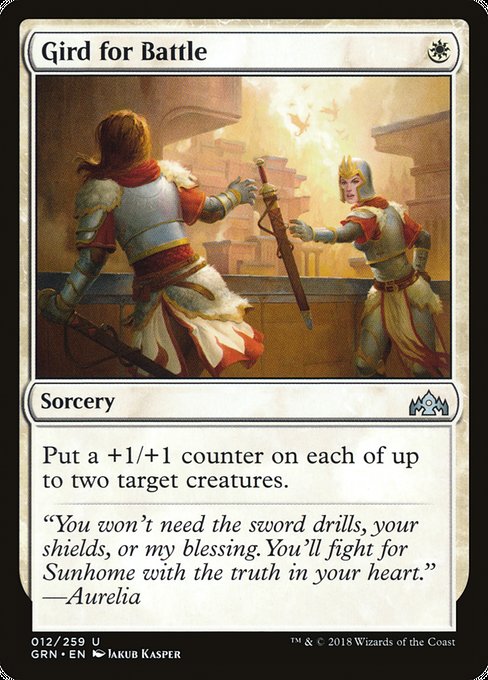 Gird for Battle
Sorcery
Put a +1/+1 counter on each of up
to two target creatures.
“You won’t need the sword drills, your
shields, or my blessing. You’ll fight for
Sunhome with the truth in your heart.”
—Aurelia
012/259 U
GRN • EN Jakub Kasper
™ & © 2018 Wizards of the Coast